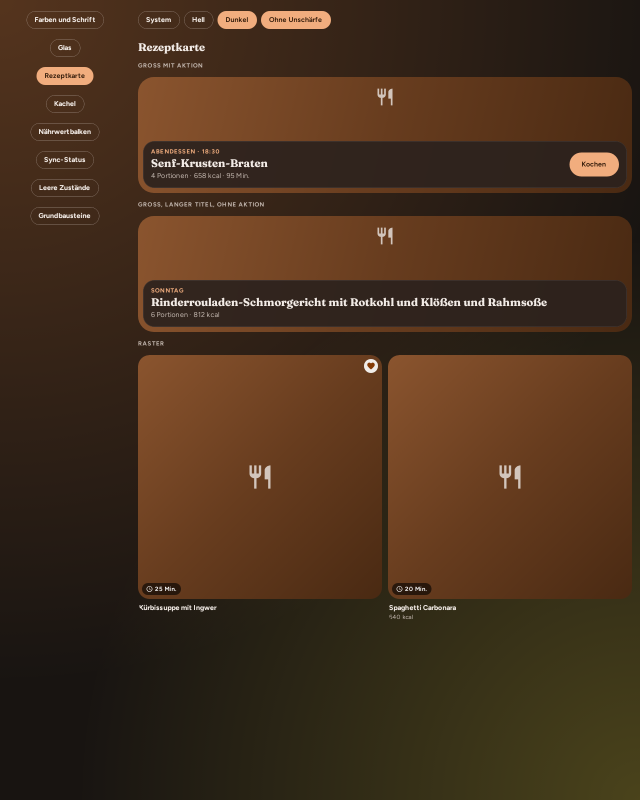 Farben und Schrift
Glas
Rezeptkarte
Kachel
Nährwertbalken
Sync-Status
Leere Zustände
Grundbausteine
System
Hell
Dunkel
Ohne Unschärfe
Rezeptkarte
GROSS MIT AKTION
ABENDESSEN · 18:30
Senf-Krusten-Braten
4 Portionen · 658 kcal · 95 Min.
Kochen
GROSS, LANGER TITEL, OHNE AKTION
SONNTAG
Rinderrouladen-Schmorgericht mit Rotkohl und Klößen und Rahmsoße
6 Portionen · 812 kcal
RASTER
25 Min.
20 Min.
Kürbissuppe mit Ingwer
Spaghetti Carbonara
540 kcal